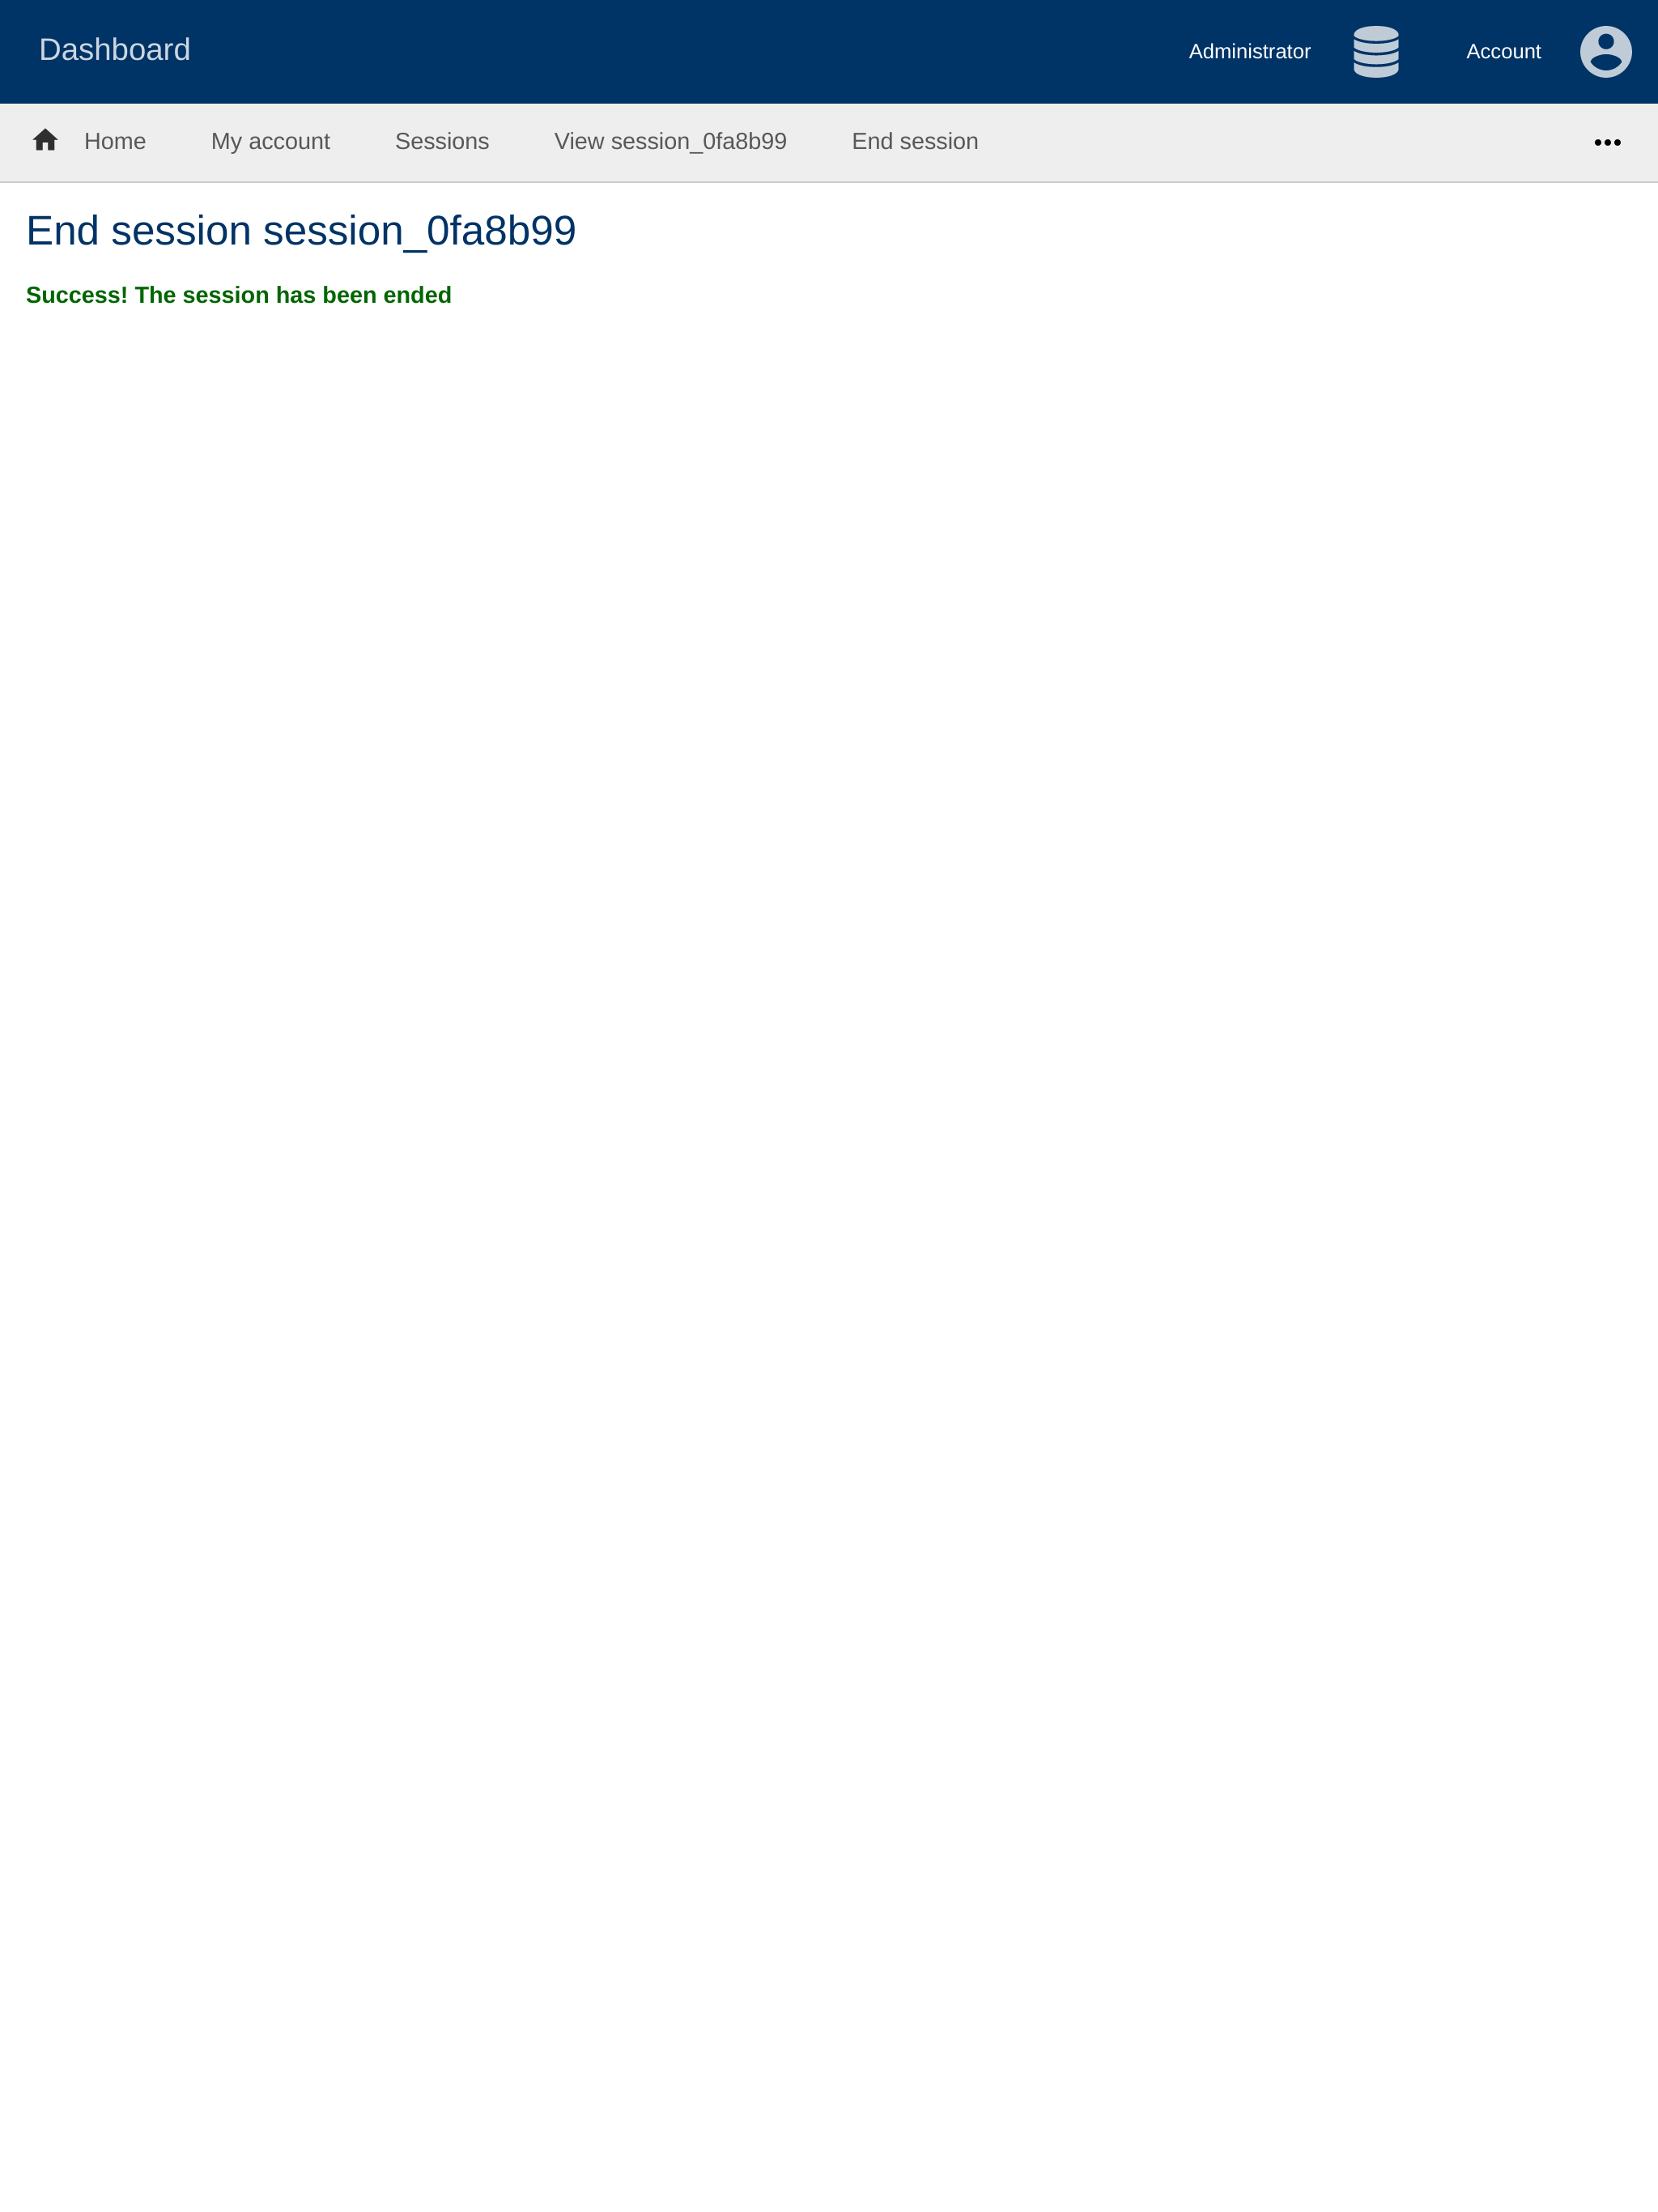 Dashboard
Administrator
Account
Home
My account
Sessions
View session_0fa8b99
End session
End session session_0fa8b99
Success! The session has been ended